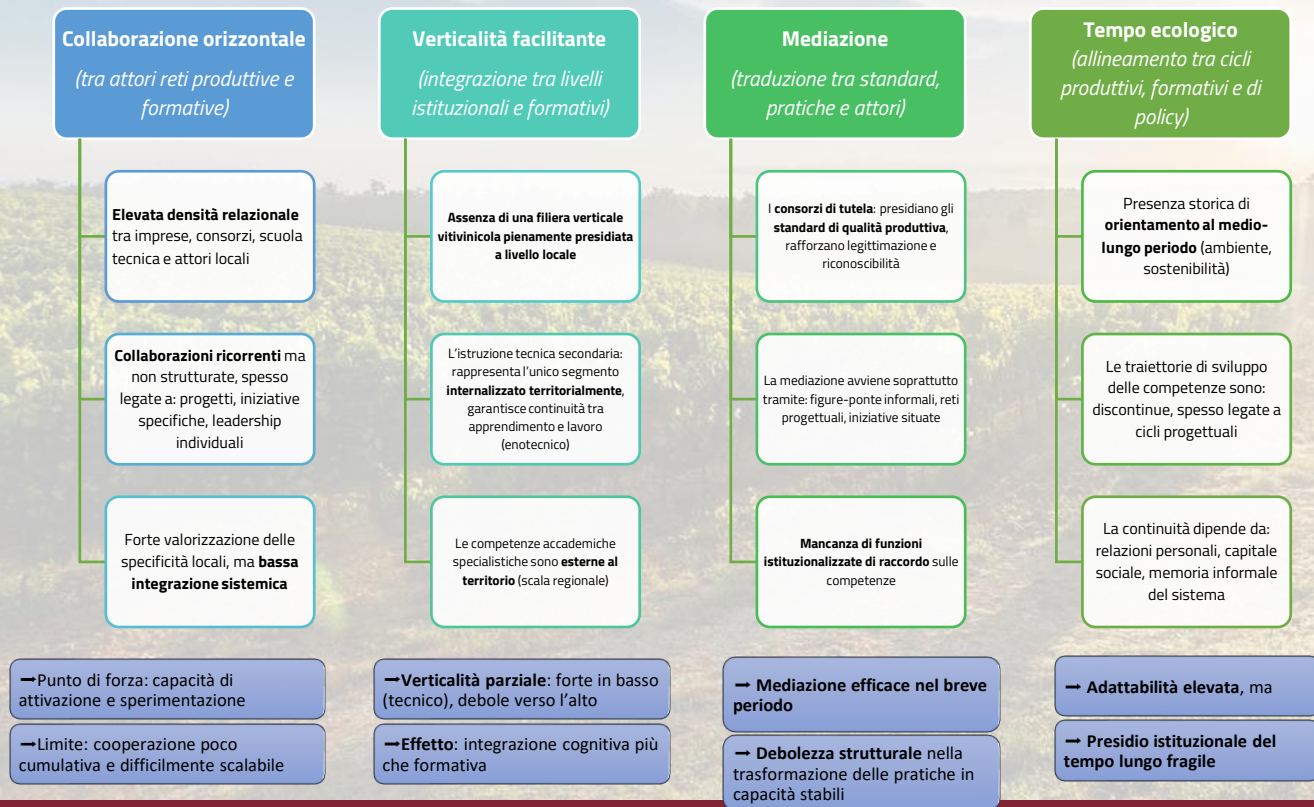 Collaborazione orizzontale
(tra attori reti produttive e
formative)
Elevata densità relazionale
tra imprese, consorzi, scuola
tecnica e attori locali
Collaborazioni ricorrenti ma
non strutturate, spesso
legate a: progetti, iniziative
specifiche, leadership
individuali
Forte valorizzazione delle
specificità locali, ma bassa
integrazione sistemica
→Punto di forza: capacità di
attivazione e sperimentazione
→Limite: cooperazione poco
cumulativa e difficilmente scalabile
Verticalità facilitante
(integrazione tra livelli
istituzionali e formativi)
Assenza di una filiera verticale
vitivinicola pienamente presidiata
a livello locale
L'istruzione tecnica secondaria:
rappresenta l'unico segmento
internalizzato territorialmente,
garantisce continuità tra
apprendimento e lavoro
(enotecnico)
Le competenze accademiche
specialistiche sono esterne al
territorio (scala regionale)
→Verticalità parziale: forte in basso
(tecnico), debole verso l'alto
→Effetto: integrazione cognitiva più
che formativa
Mediazione
(traduzione tra standard,
pratiche e attori)
I consorzi di tutela: presidiano gli
standard di qualità produttiva,
rafforzano legittimazione e
riconoscibilità
La mediazione avviene soprattutto
tramite: figure-ponte informali, reti
progettuali, iniziative situate
Mancanza di funzioni
istituzionalizzate di raccordo sulle
competenze
→ Mediazione efficace nel breve
periodo
→ Debolezza strutturale nella
trasformazione delle pratiche in
capacità stabili
Tempo ecologico
(allineamento tra cicli
produttivi, formativi e di
policy)
Presenza storica di
orientamento al medio-
lungo periodo (ambiente,
sostenibilità)
Le traiettorie di sviluppo
delle competenze sono:
discontinue, spesso legate a
cicli progettuali
La continuità dipende da:
relazioni personali, capitale
sociale, memoria informale
del sistema
→ Adattabilità elevata, ma
→ Presidio istituzionale del
tempo lungo fragile